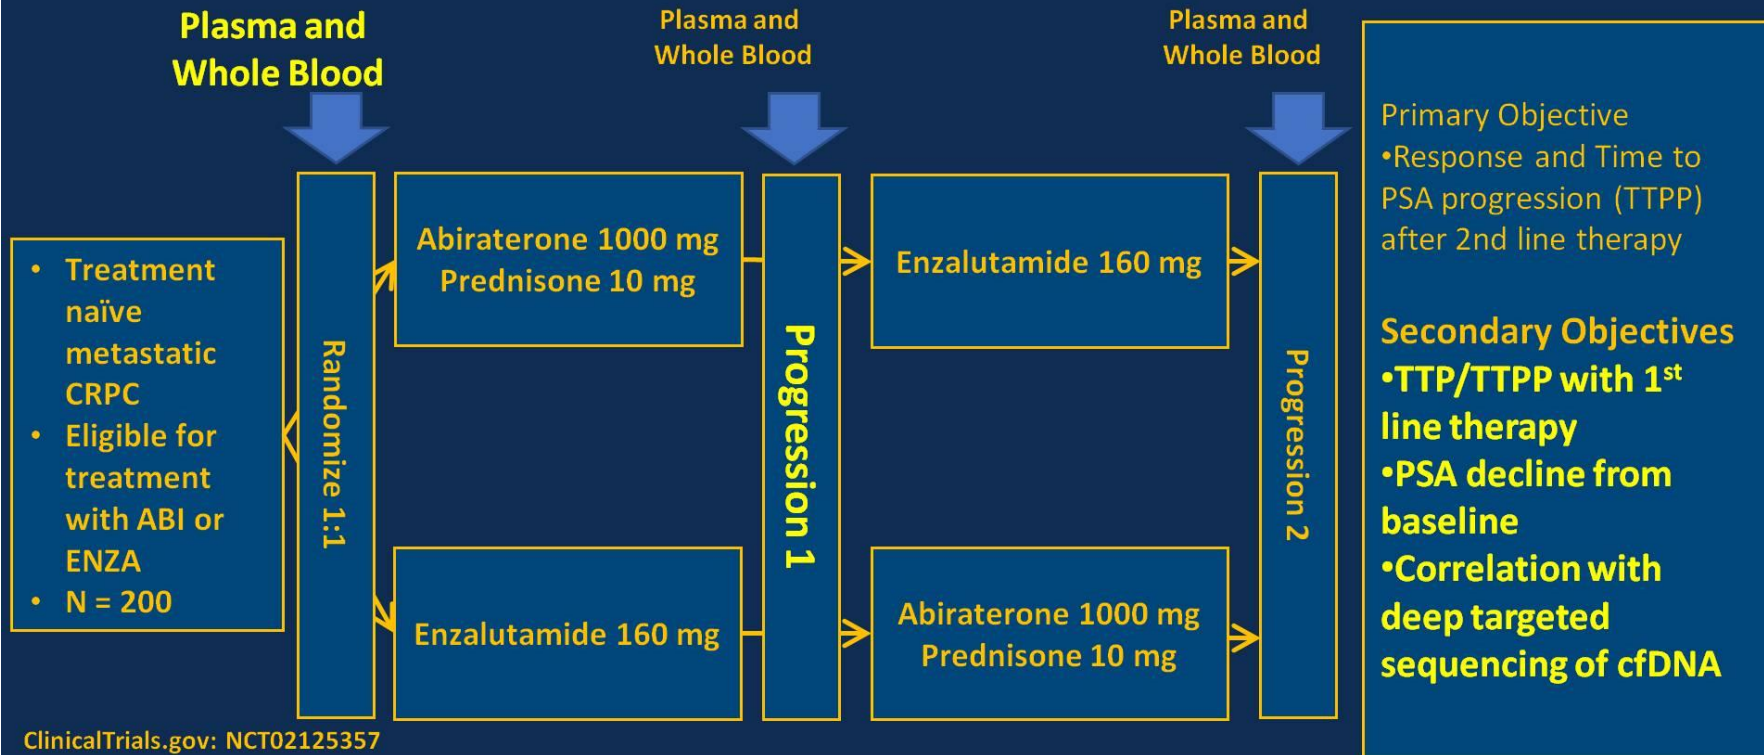 Plasma and
Whole Blood
Plasma and
Whole Blood
Plasma and
Whole Blood
• Treatment
naïve
metastatic
CRPC
• Eligible for
treatment
with ABI or
ENZA
• N = 200
Randomize 1:1
Abiraterone 1000 mg
Prednisone 10 mg
Enzalutamide 160 mg
Progression 1
Enzalutamide 160 mg
Abiraterone 1000 mg
Prednisone 10 mg
Progression 2
Primary Objective
•Response and Time to
PSA progression (TTPP)
after 2nd line therapy
Secondary Objectives
•TTP/TTPP with 1st
line therapy
•PSA decline from
baseline
•Correlation with
deep targeted
sequencing of cfDNA
ClinicalTrials.gov: NCT02125357